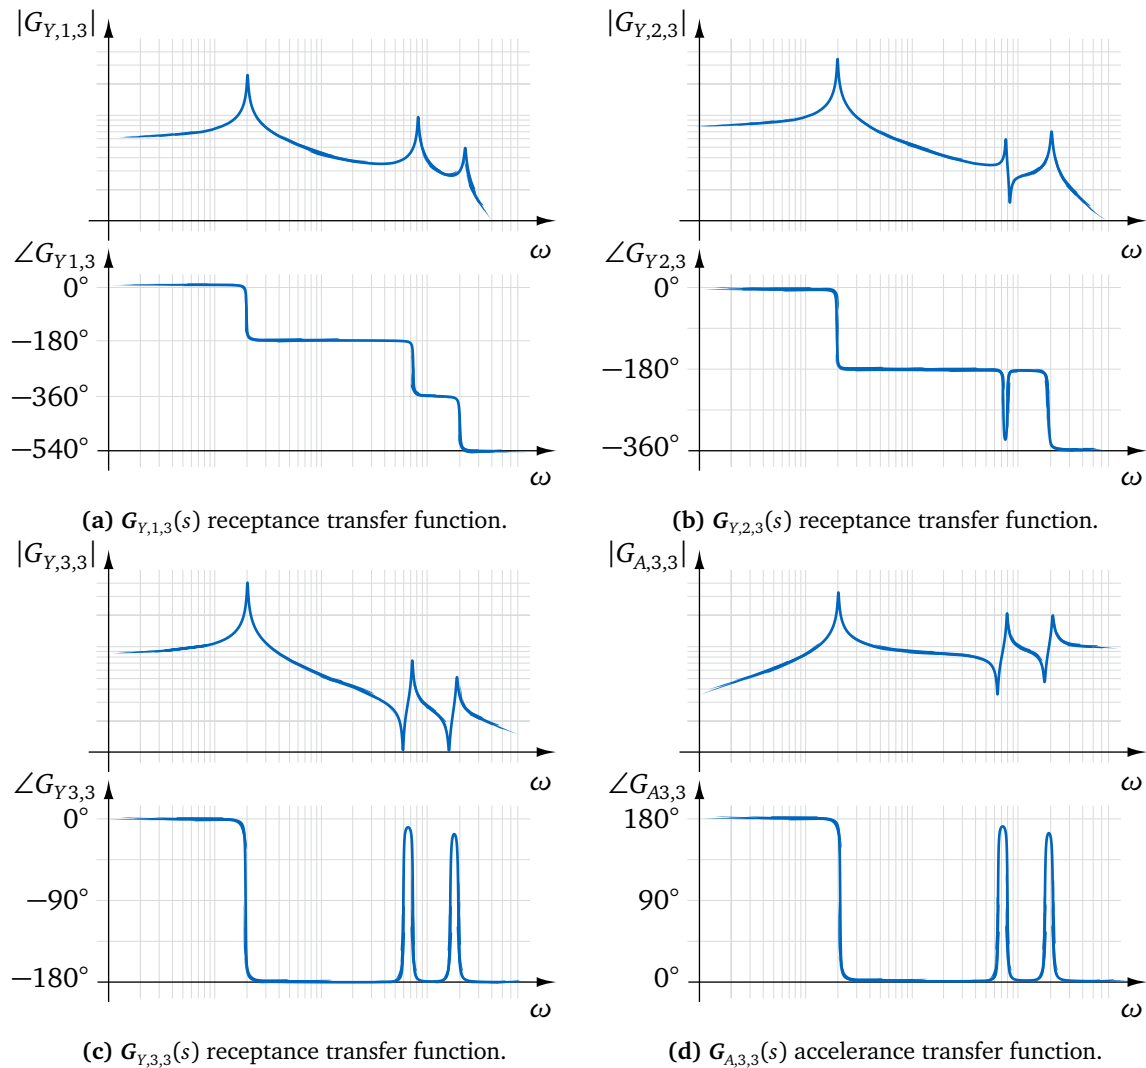 |G_{Y,1,3}|
ω
∠G_{Y1,3}
0°
−180°
−360°
−540°
ω
(a) G_{Y,1,3}(s) receptance transfer function.
|G_{Y,2,3}|
ω
∠G_{Y2,3}
0°
−180°
−360°
ω
(b) G_{Y,2,3}(s) receptance transfer function.
|G_{Y,3,3}|
ω
∠G_{Y3,3}
0°
−90°
−180°
ω
(c) G_{Y,3,3}(s) receptance transfer function.
|G_{A,3,3}|
ω
∠G_{A3,3}
180°
90°
0°
ω
(d) G_{A,3,3}(s) accelerance transfer function.